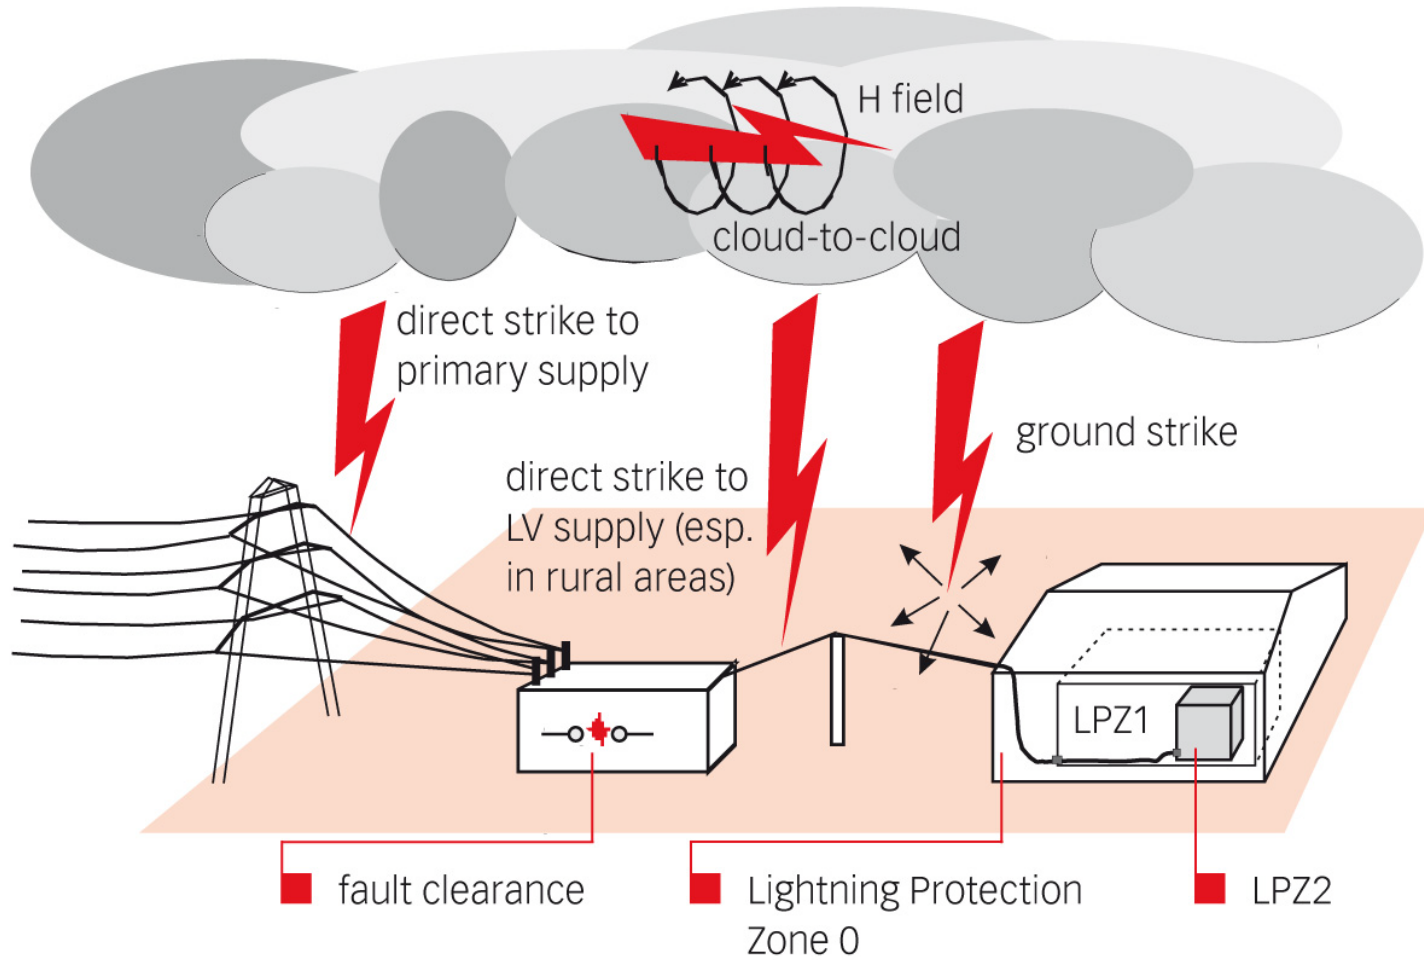 H field
cloud-to-cloud
direct strike to
primary supply
ground strike
direct strike to
LV supply (esp.
in rural areas)
LPZ1
fault clearance
Lightning Protection
Zone 0
LPZ2